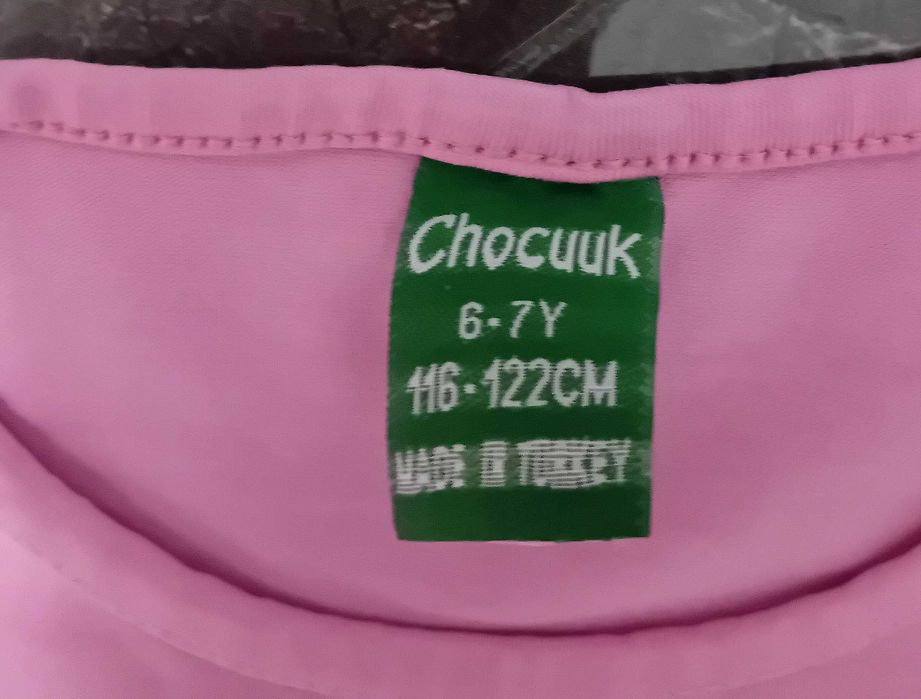 Chocuuk
6-7Y
116-122CM
MADE IN TURKEY